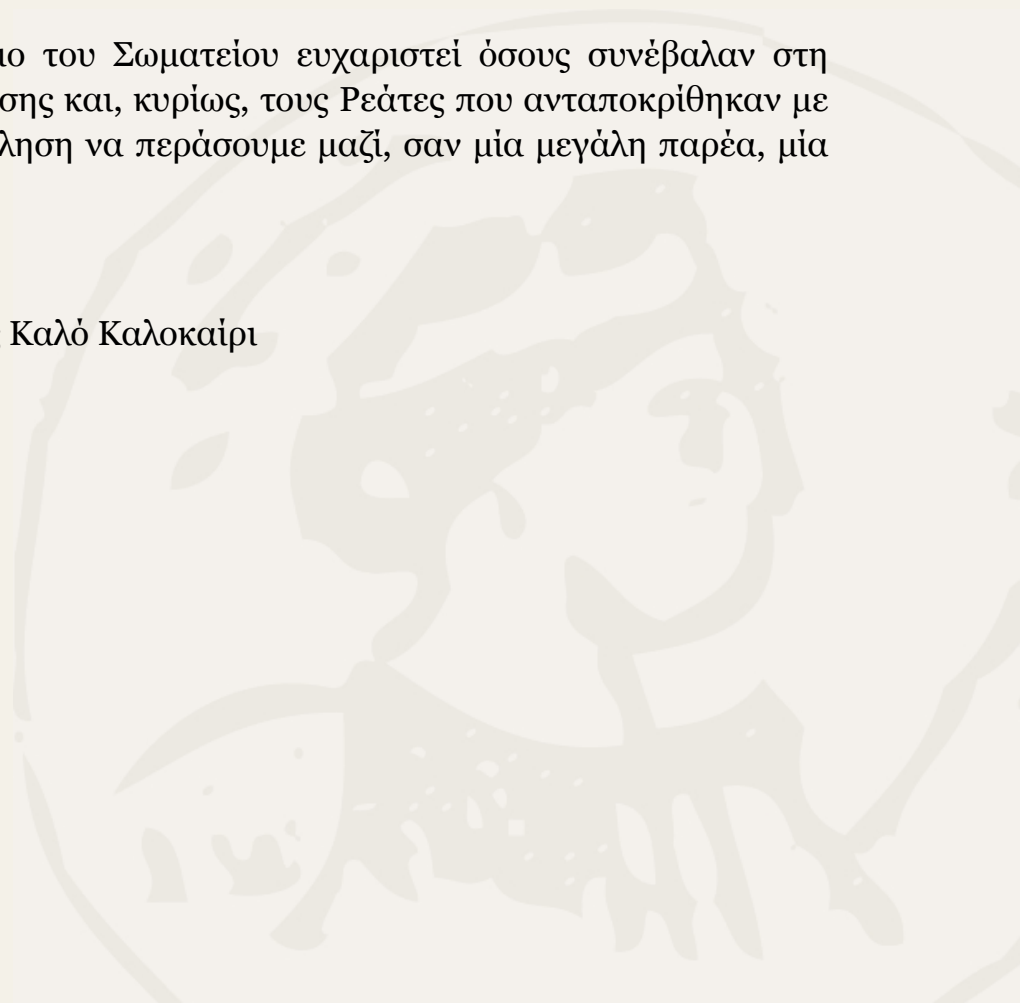 ιο του Σωματείου ευχαριστεί όσους συνέβαλαν στη
σης και, κυρίως, τους Ρεάτες που ανταποκρίθηκαν με
ληση να περάσουμε μαζί, σαν μία μεγάλη παρέα, μία
Καλό Καλοκαίρι